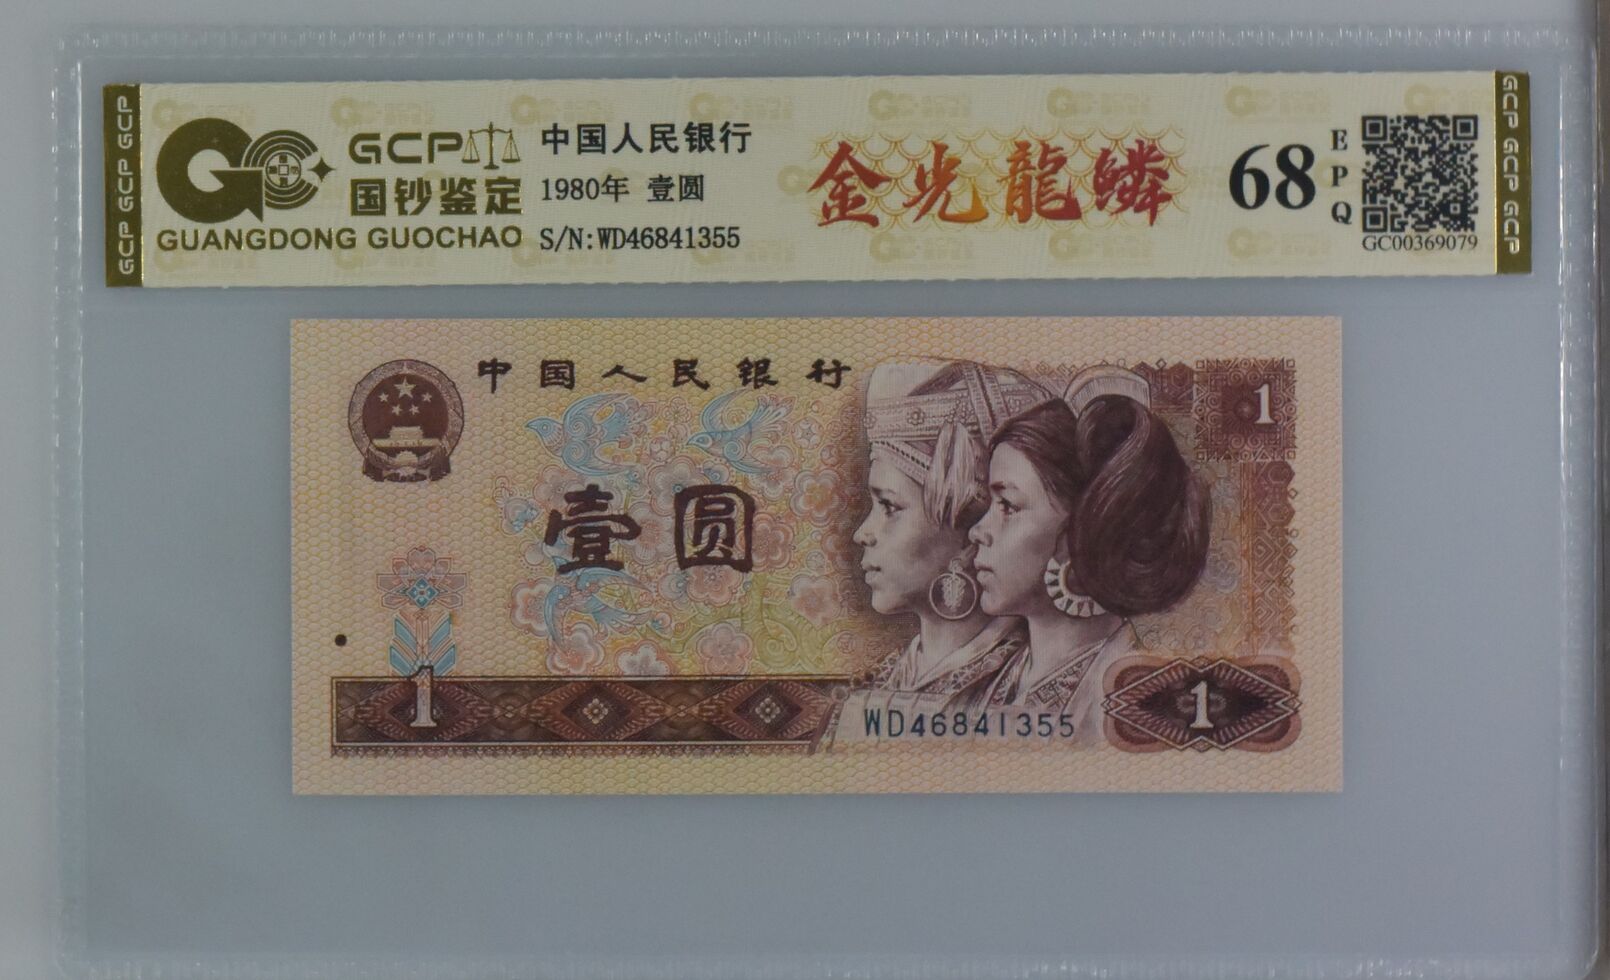 GCP GCP GCP
GCP
国钞鉴定
GUANGDONG GUOCHAO
中国人民银行
1980年 壹圆
S/N:WD46841355
金光龍鳞
68
EPQ
GC00369079
GCP GCP GCP
中国人民银行
1
壹圆
1
WD46841355
1